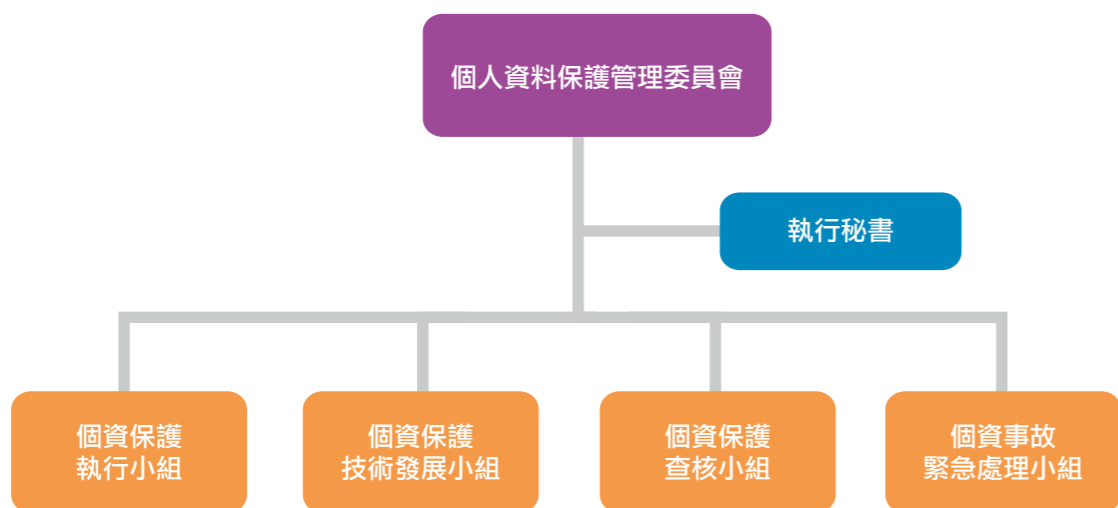 個人資料保護管理委員會
執行秘書
個資保護
執行小組
個資保護
技術發展小組
個資保護
查核小組
個資事故
緊急處理小組